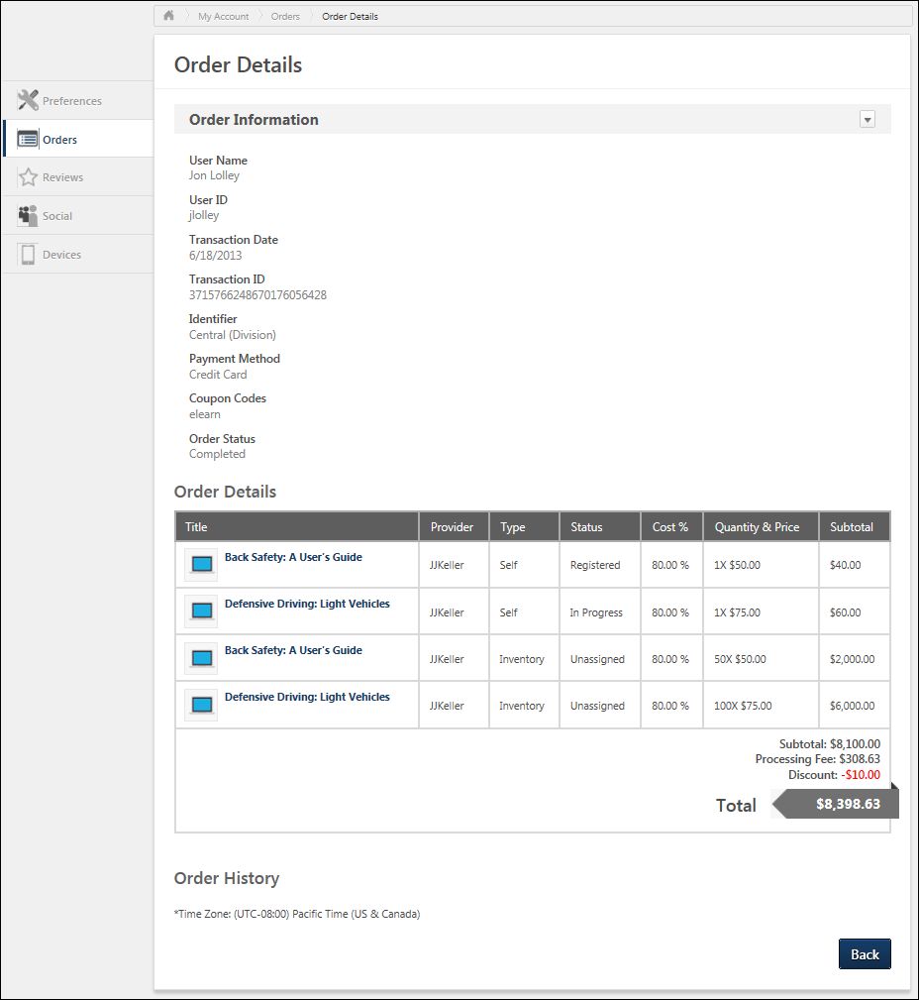 My Account Orders Order Details
Order Details
Preferences
Orders
Reviews
Social
Devices
Order Information
User Name
Jon Lolley
User ID
jlolley
Transaction Date
6/18/2013
Transaction ID
3715766248670176056428
Identifier
Central (Division)
Payment Method
Credit Card
Coupon Codes
elearn
Order Status
Completed
Order Details
Title Provider Type Status Cost % Quantity & Price Subtotal
Back Safety: A User's Guide JJKeller Self Registered 80.00 % 1X $50.00 $40.00
Defensive Driving: Light Vehicles JJKeller Self In Progress 80.00 % 1X $75.00 $60.00
Back Safety: A User's Guide JJKeller Inventory Unassigned 80.00 % 50X $50.00 $2,000.00
Defensive Driving: Light Vehicles JJKeller Inventory Unassigned 80.00 % 100X $75.00 $6,000.00
Subtotal: $8,100.00
Processing Fee: $308.63
Discount: -$10.00
Total $8,398.63
Order History
*Time Zone: (UTC-08:00) Pacific Time (US & Canada)
Back